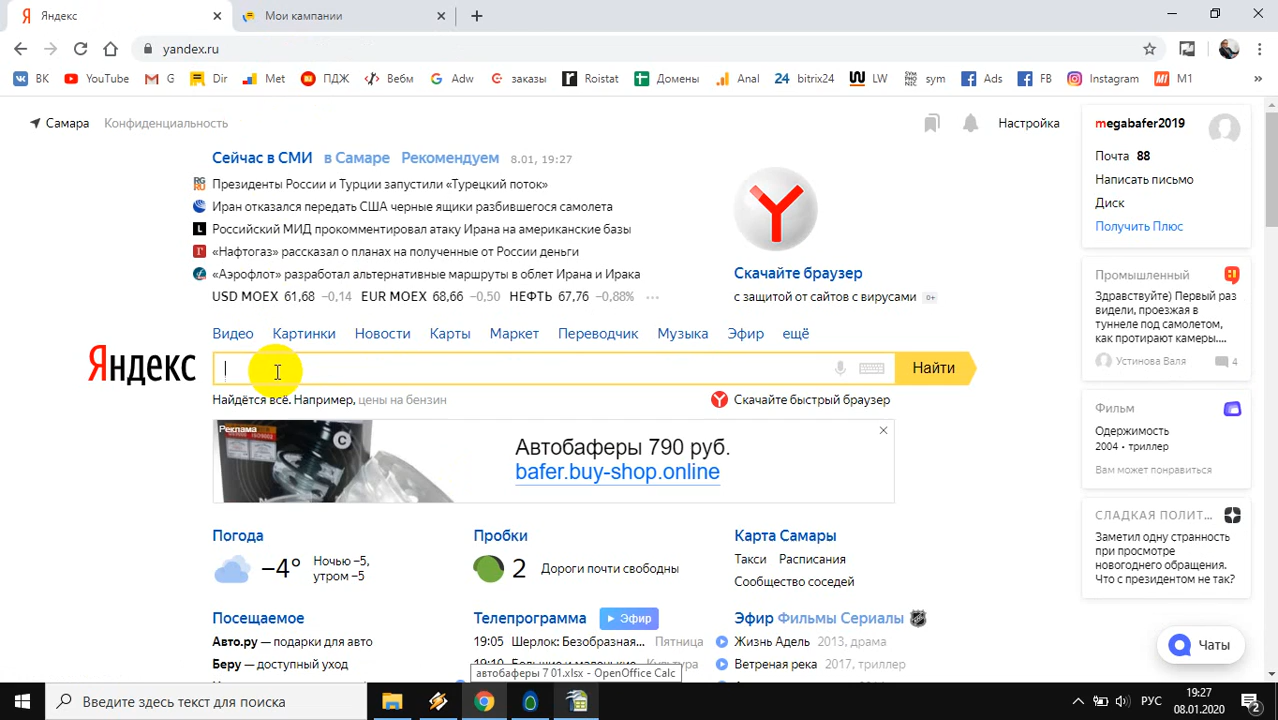 Яндекс
Мои кампании
yandex.ru
ВК YouTube G Dir Met ПДЖ Вебм Adw заказы Roistat Домены Anal 24 bitrix24 LW sym Ads FB Instagram M1 »
Самара Конфиденциальность
Настройка
Сейчас в СМИ в Самаре Рекомендуем 8.01, 19:27
Президенты России и Турции запустили «Турецкий поток»
Иран отказался передать США черные ящики разбившегося самолета
Российский МИД прокомментировал атаку Ирана на американские базы
«Нафтогаз» рассказал о планах на полученные от России деньги
«Аэрофлот» разработал альтернативные маршруты в облет Ирана и Ирака
USD MOEX 61,68 −0,14 EUR MOEX 68,66 −0,50 НЕФТЬ 67,76 −0,88% ...
Скачайте браузер
с защитой от сайтов с вирусами 0+
megabafer2019
Почта 88
Написать письмо
Диск
Получить Плюс
Промышленный
Здравствуйте) Первый раз
видели, проезжая в
туннеле под самолетом,
как протирают камеры....
Устинова Валя 4
Фильм
Одержимость
2004 • триллер
Вам может понравиться
СЛАДКАЯ ПОЛИТ...
Заметил одну странность
при просмотре
новогоднего обращения.
Что с президентом не так?
Видео Картинки Новости Карты Маркет Переводчик Музыка Эфир ещё
Яндекс
Найти
Найдётся всё. Например, цены на бензин
Скачайте быстрый браузер
Реклама
Автобаферы 790 руб.
bafer.buy-shop.online
Погода
−4° Ночью −5,
утром −5
Пробки
2 Дороги почти свободны
Карта Самары
Такси Расписания
Сообщество соседей
Посещаемое
Авто.ру — подарки для авто
Беру — доступный уход
Телепрограмма Эфир
19:05 Шерлок: Безобразная... Пятница
19:10
Эфир Фильмы Сериалы
Жизнь Адель 2013, драма
Ветреная река 2017, триллер
автобаферы 7 01.xlsx - OpenOffice Calc
Чаты
Введите здесь текст для поиска
РУС
19:27
08.01.2020
2